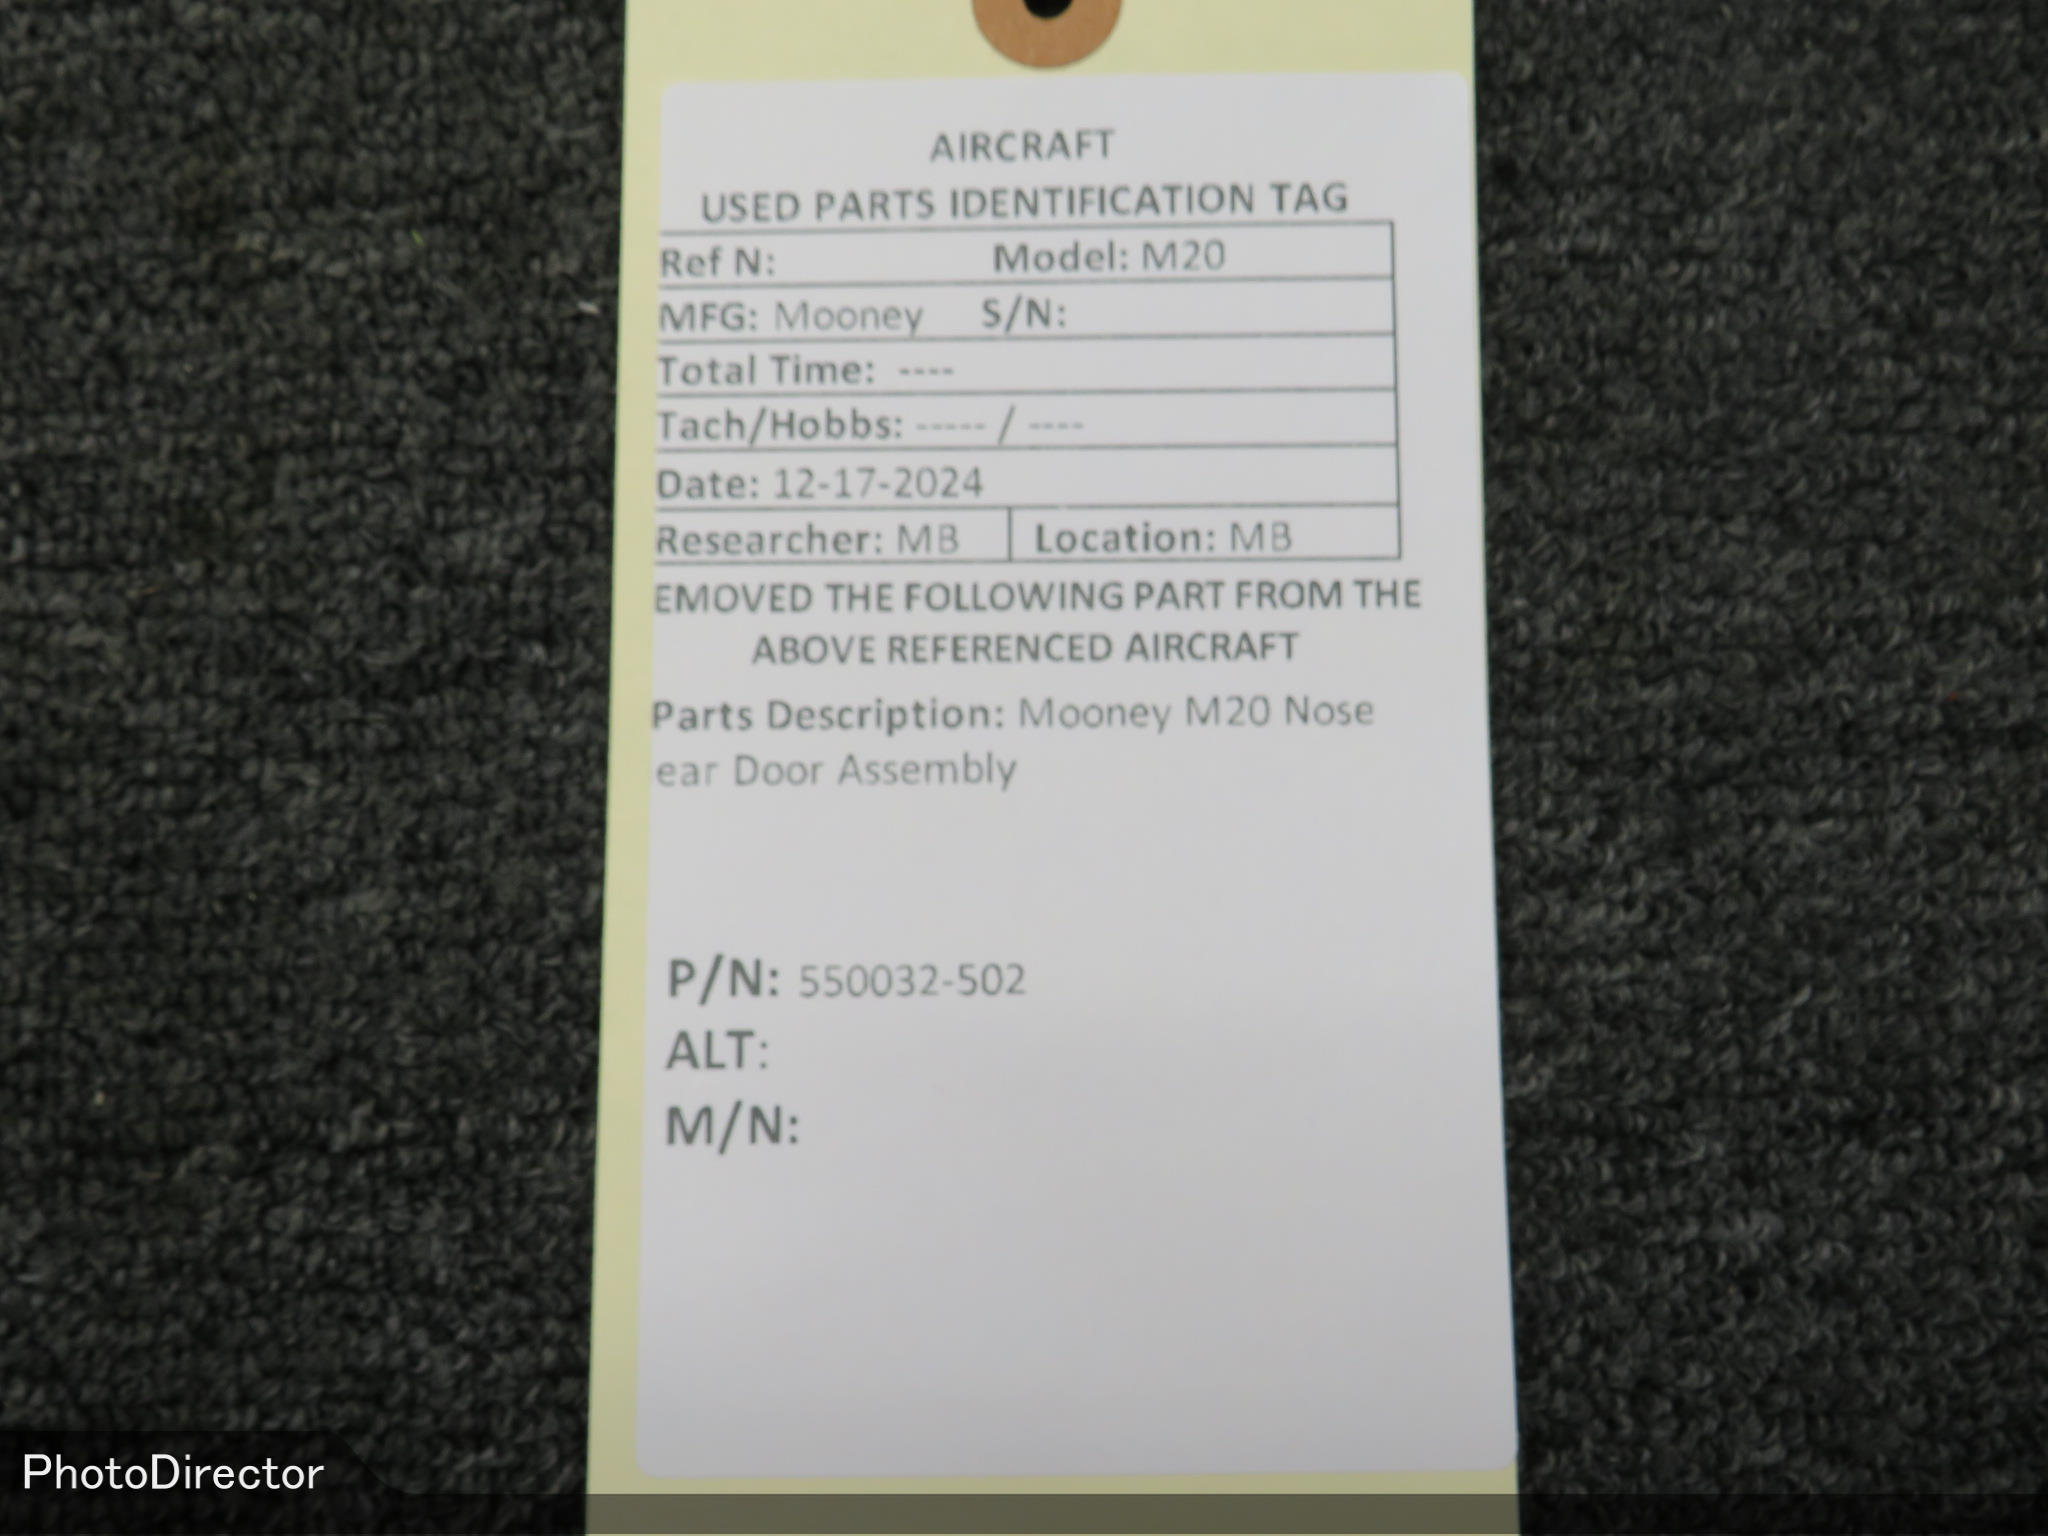 AIRCRAFT
USED PARTS IDENTIFICATION TAG
Ref N: Model: M20
MFG: Mooney S/N:
Total Time: ----
Tach/Hobbs: ----- / ----
Date: 12-17-2024
Researcher: MB Location: MB
EMOVED THE FOLLOWING PART FROM THE
ABOVE REFERENCED AIRCRAFT
Parts Description: Mooney M20 Nose
ear Door Assembly
P/N: 550032-502
ALT:
M/N:
PhotoDirector